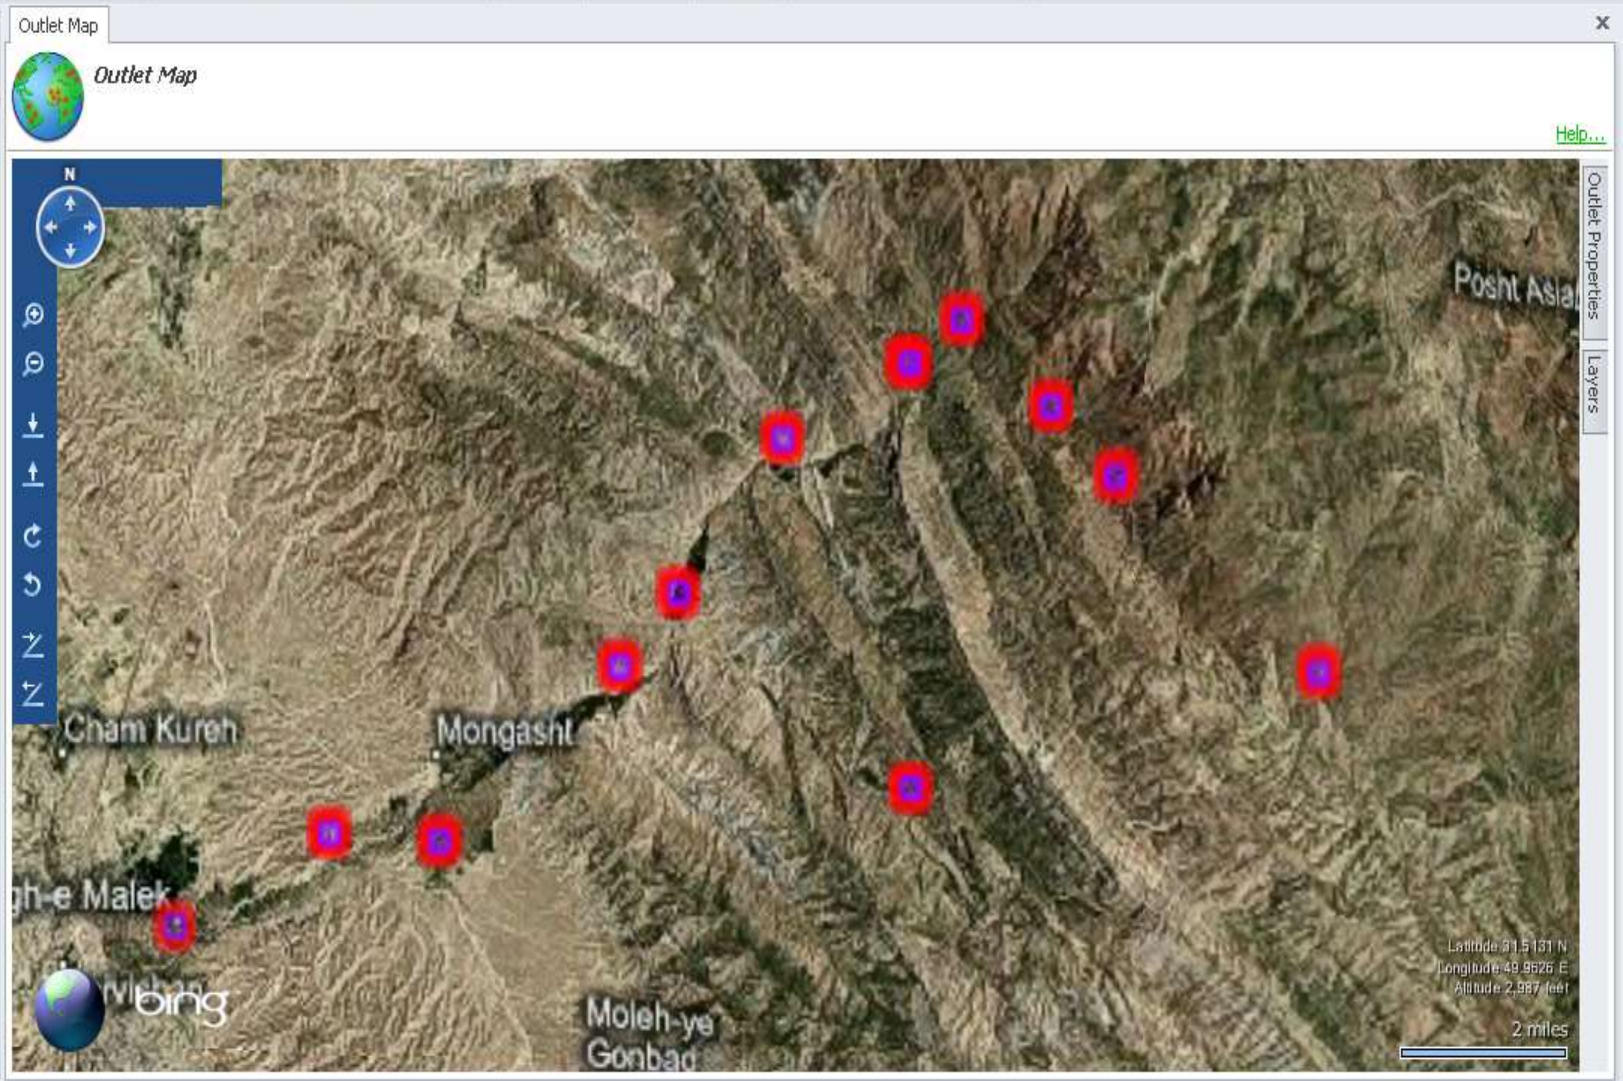 Outlet Map
Outlet Map
Help...
N
Outlet Properties
Posht Asia
Layers
Cham Kureh
Mongasht
gh-e Malek
bing
Moleh-ye
Gonbad
Latitude 31.5131 N
Longitude 49.9626 E
Altitude 2,987 feet
2 miles